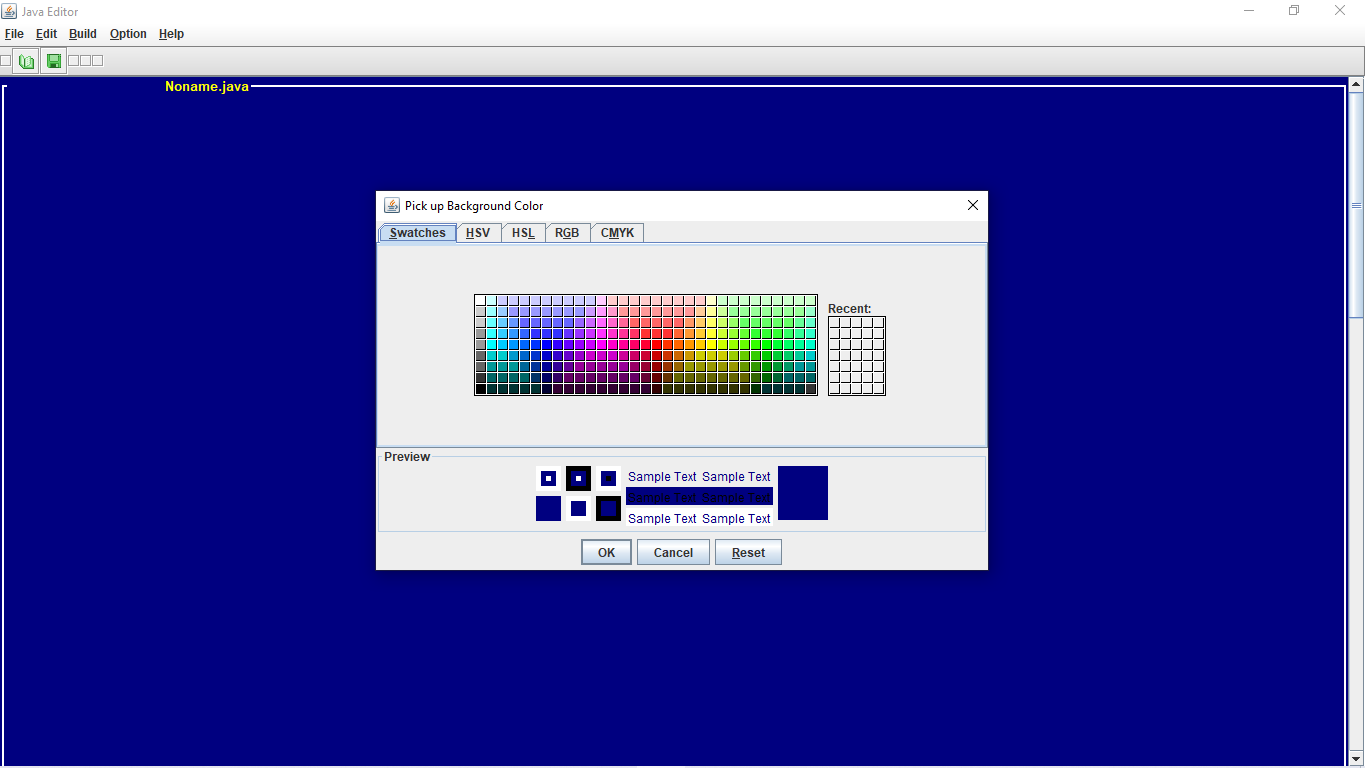 Java Editor
File Edit Build Option Help
Noname.java
Pick up Background Color
Swatches HSV HSL RGB CMYK
Recent:
Preview
Sample Text Sample Text
Sample Text Sample Text
Sample Text Sample Text
OK Cancel Reset